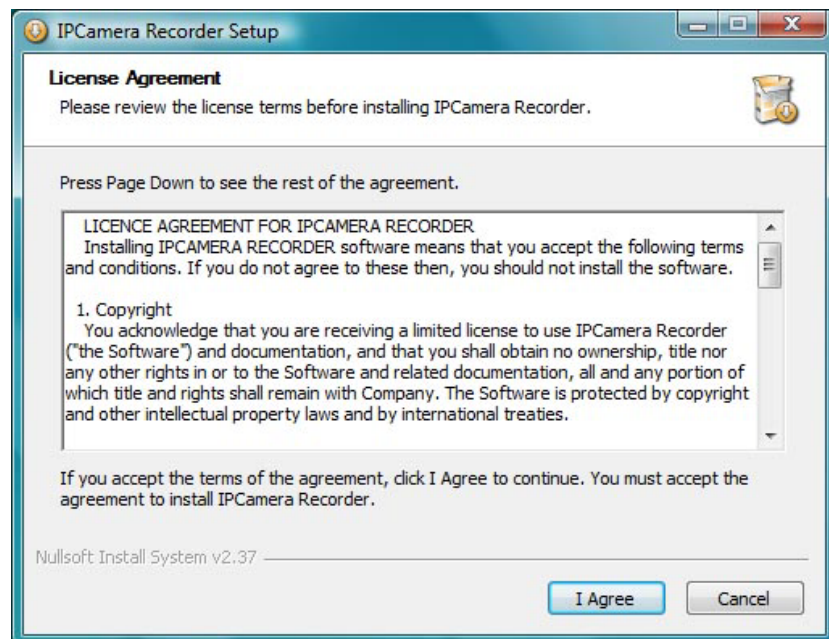 IPCamera Recorder Setup
License Agreement
Please review the license terms before installing IPCamera Recorder.
Press Page Down to see the rest of the agreement.
LICENCE AGREEMENT FOR IPCAMERA RECORDER
Installing IPCAMERA RECORDER software means that you accept the following terms
and conditions. If you do not agree to these then, you should not install the software.
1. Copyright
You acknowledge that you are receiving a limited license to use IPCamera Recorder
("the Software") and documentation, and that you shall obtain no ownership, title nor
any other rights in or to the Software and related documentation, all and any portion of
which title and rights shall remain with Company. The Software is protected by copyright
and other intellectual property laws and by international treaties.
If you accept the terms of the agreement, click I Agree to continue. You must accept the
agreement to install IPCamera Recorder.
Nullsoft Install System v2.37
I Agree
Cancel